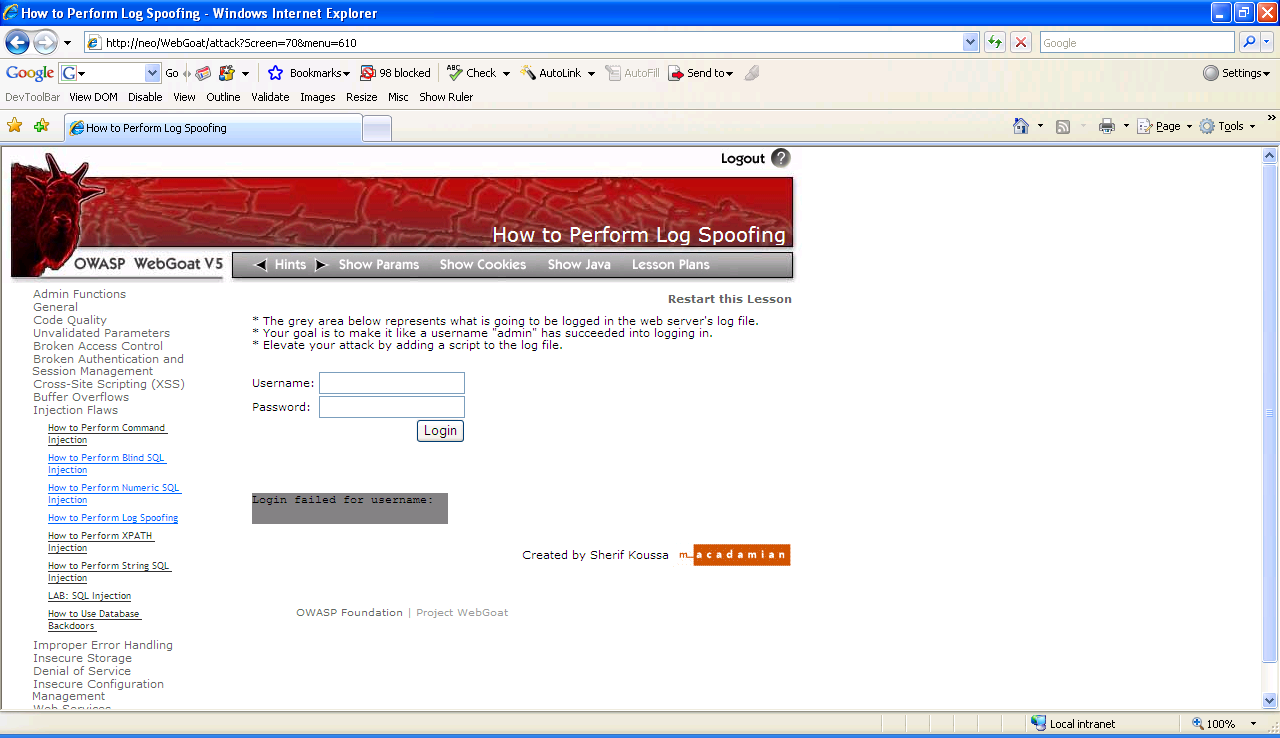 How to Perform Log Spoofing - Windows Internet Explorer
http://neo/WebGoat/attack?Screen=70&menu=610
Google
Google G Go Bookmarks 98 blocked ABC Check AutoLink AutoFill Send to Settings
DevToolBar View DOM Disable View Outline Validate Images Resize Misc Show Ruler
How to Perform Log Spoofing
Page Tools »
Logout ?
How to Perform Log Spoofing
OWASP WebGoat V5
Hints Show Params Show Cookies Show Java Lesson Plans
Admin Functions
General
Code Quality
Unvalidated Parameters
Broken Access Control
Broken Authentication and
Session Management
Cross-Site Scripting (XSS)
Buffer Overflows
Injection Flaws
How to Perform Command
Injection
How to Perform Blind SQL
Injection
How to Perform Numeric SQL
Injection
How to Perform Log Spoofing
How to Perform XPATH
Injection
How to Perform String SQL
Injection
LAB: SQL Injection
How to Use Database
Backdoors
Improper Error Handling
Insecure Storage
Denial of Service
Insecure Configuration
Management
Web Services
Restart this Lesson
* The grey area below represents what is going to be logged in the web server's log file.
* Your goal is to make it like a username "admin" has succeeded into logging in.
* Elevate your attack by adding a script to the log file.
Username:
Password:
Login
Login failed for username:
Created by Sherif Koussa m_acadamian
OWASP Foundation | Project WebGoat
Local intranet 100%